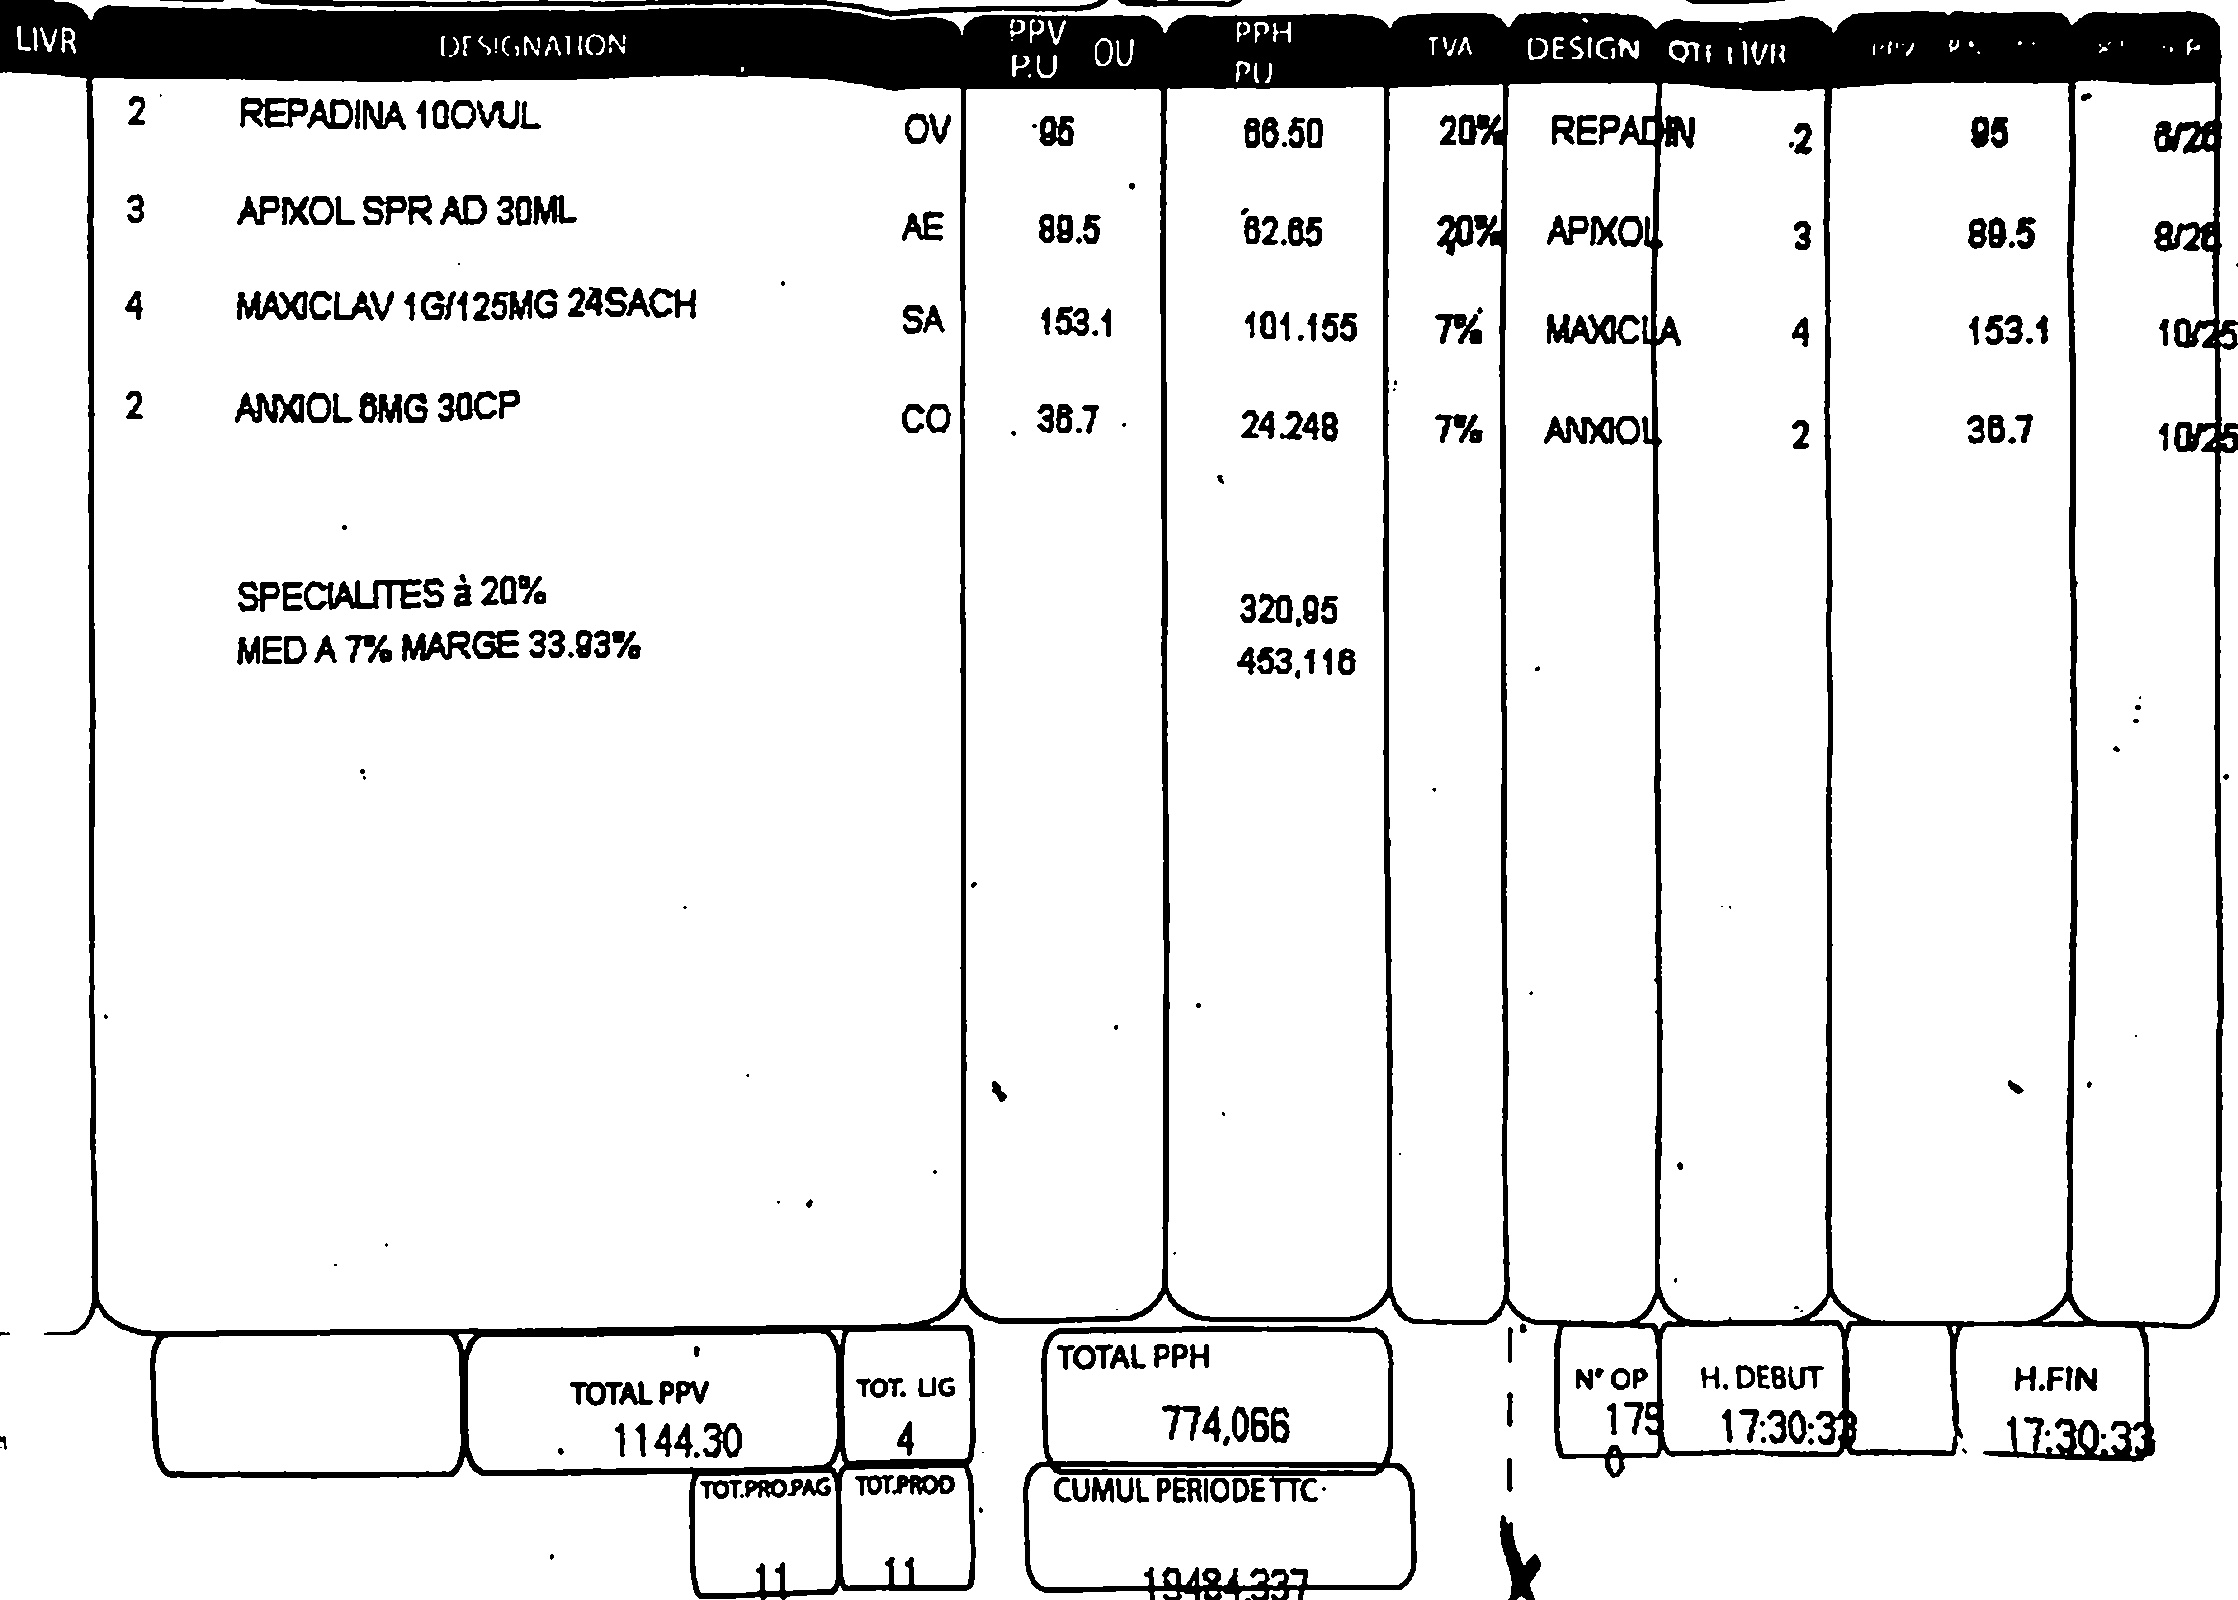 LIVR DESIGNATION PPV P.U OU PPH PU TVA DESIGN QTE LIVR PPV
2 REPADINA 10OVUL OV 95 66.50 20% REPADIN 2 95 6/26
3 APIXOL SPR AD 30ML AE 89.5 62.65 20% APIXOL 3 89.5 8/26
4 MAXICLAV 1G/125MG 24SACH SA 153.1 101.155 7% MAXICLA 4 153.1 10/25
2 ANXIOL 6MG 30CP CO 36.7 24.248 7% ANXIOL 2 36.7 10/25
SPECIALITES à 20% 320,95
MED A 7% MARGE 33.93% 453,116
TOTAL PPV TOT. LIG TOTAL PPH N° OP H. DEBUT H.FIN
1144.30 4 774,066 175 17:30:33 17:30:33
0
TOT.PRO.PAG TOT.PROD CUMUL PERIODE TTC
11 11 19484,337